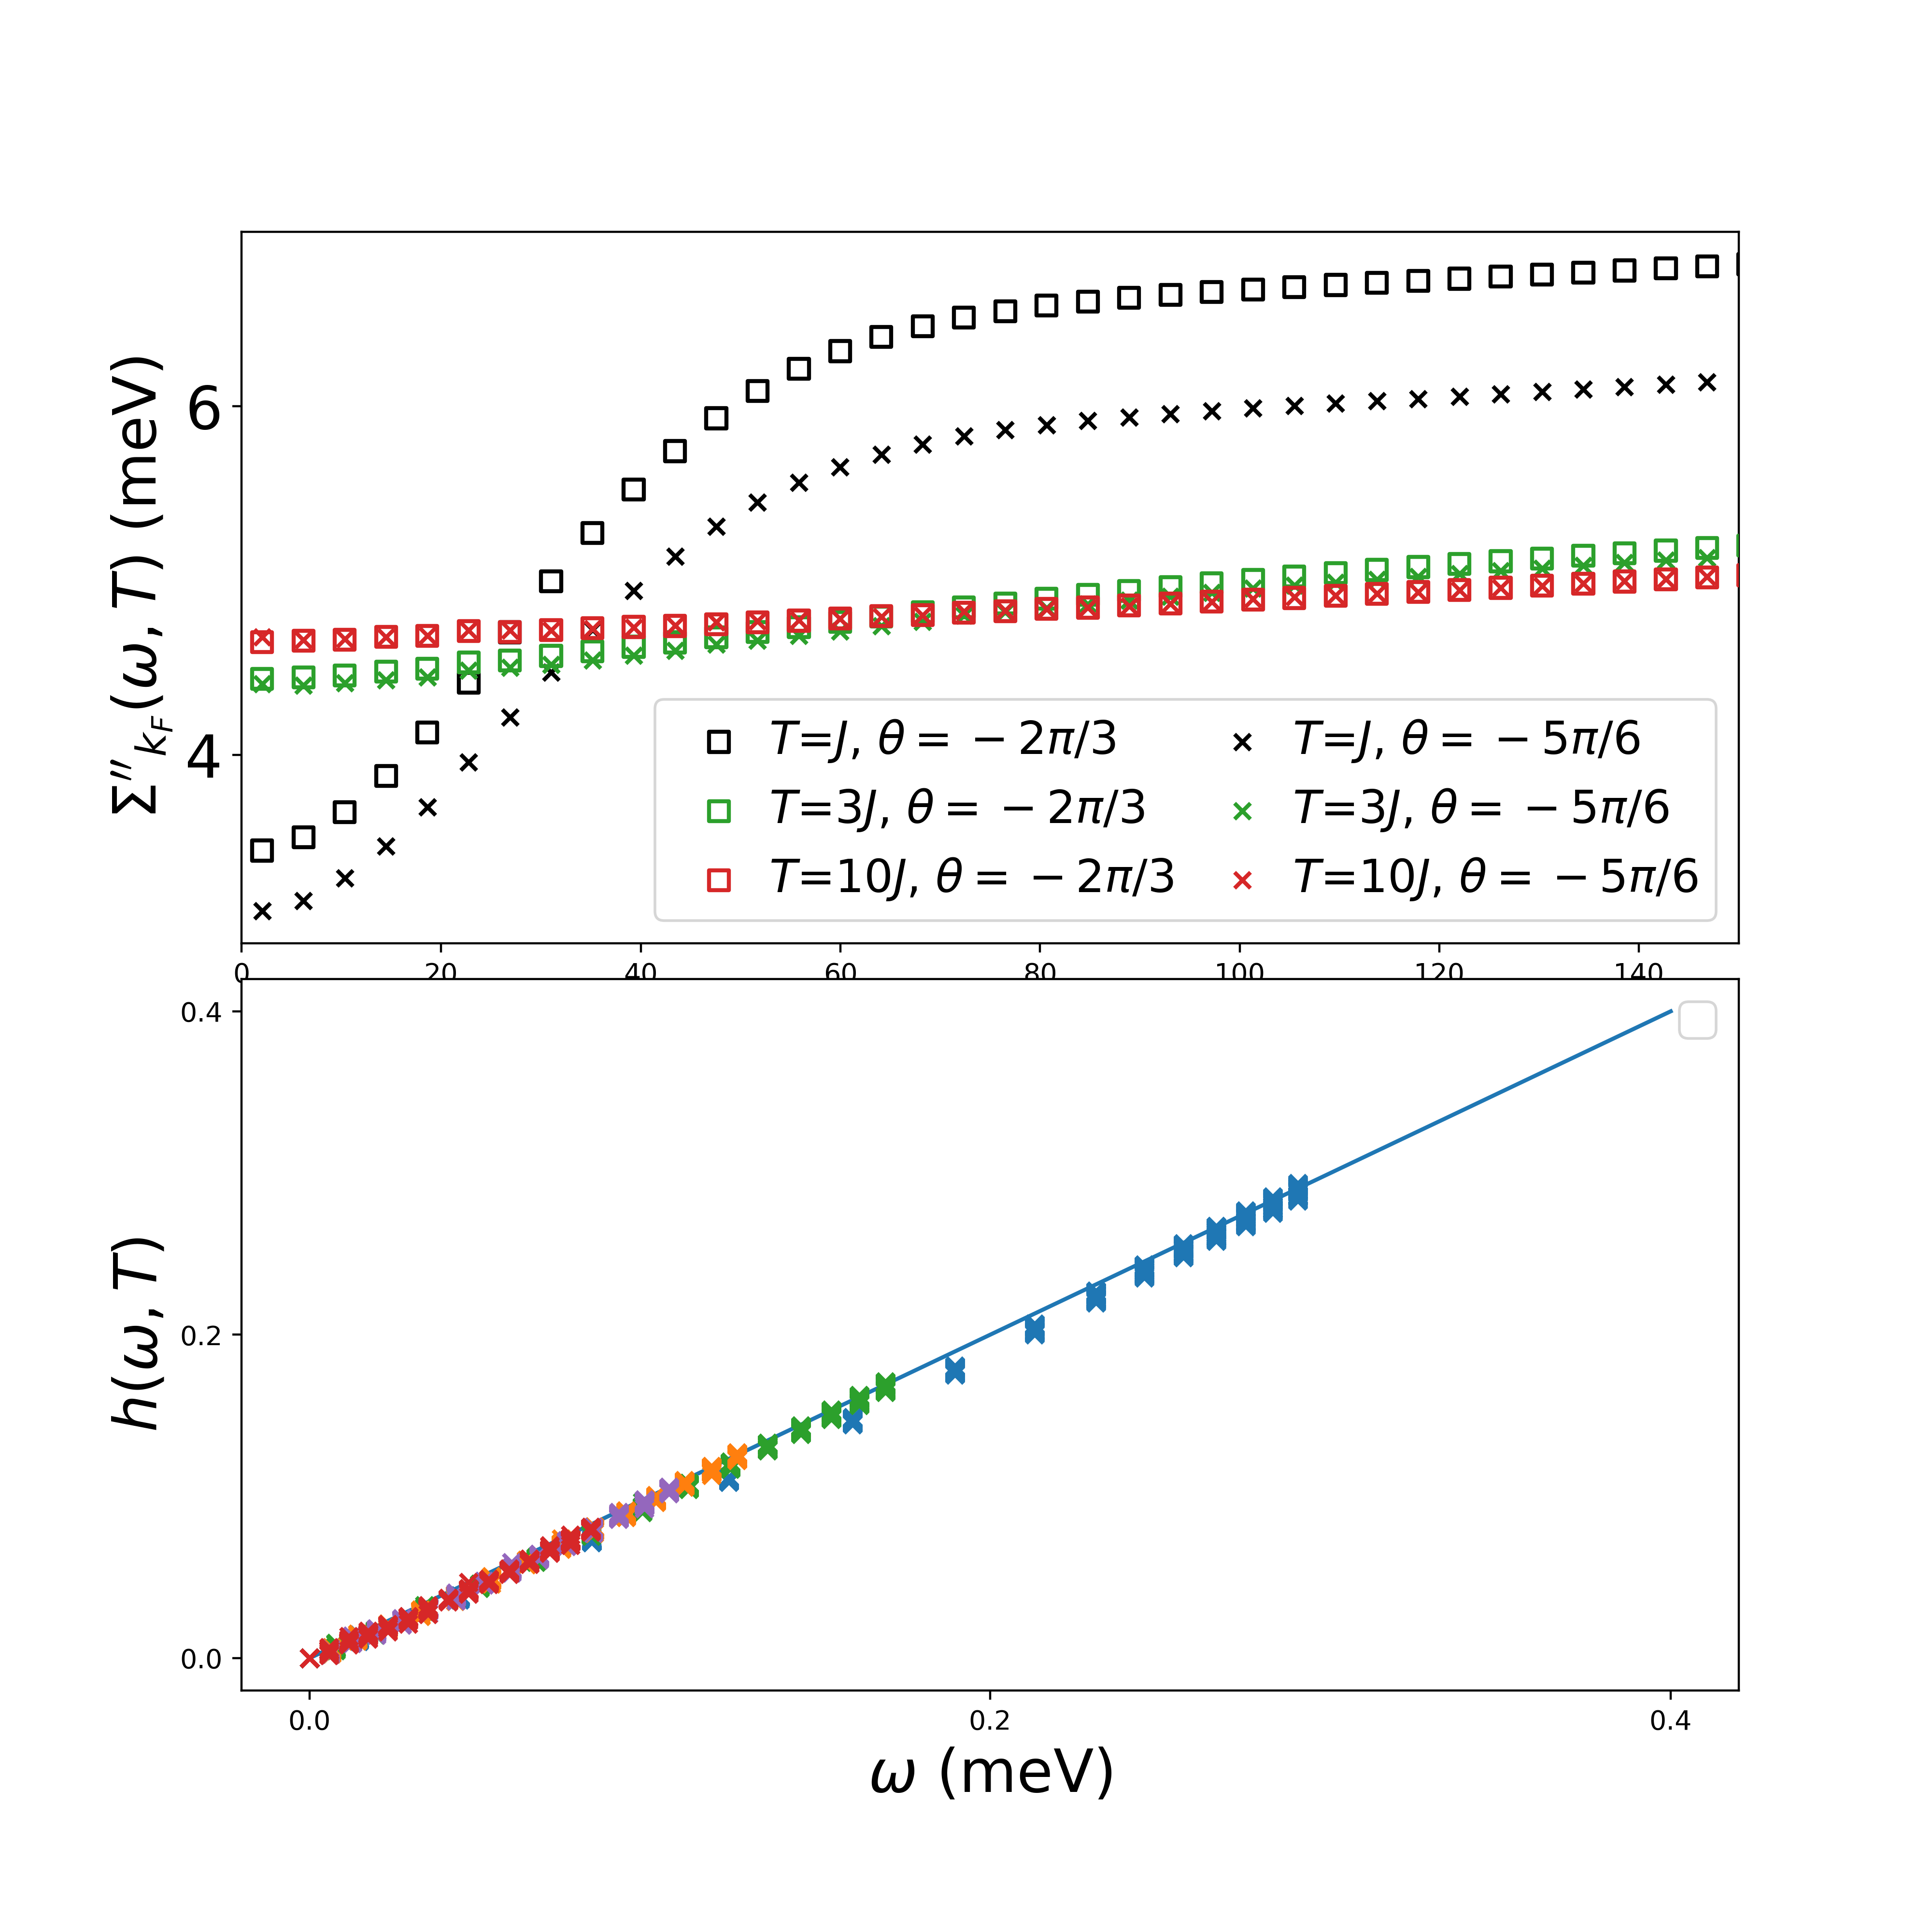 Σ''ₖF(ω, T) (meV)
6
4
T=J, θ = −2π/3
T=3J, θ = −2π/3
T=10J, θ = −2π/3
T=J, θ = −5π/6
T=3J, θ = −5π/6
T=10J, θ = −5π/6
0 20 40 60 80 100 120 140
h(ω, T)
0.4
0.2
0.0
0.0 0.2 0.4
ω (meV)